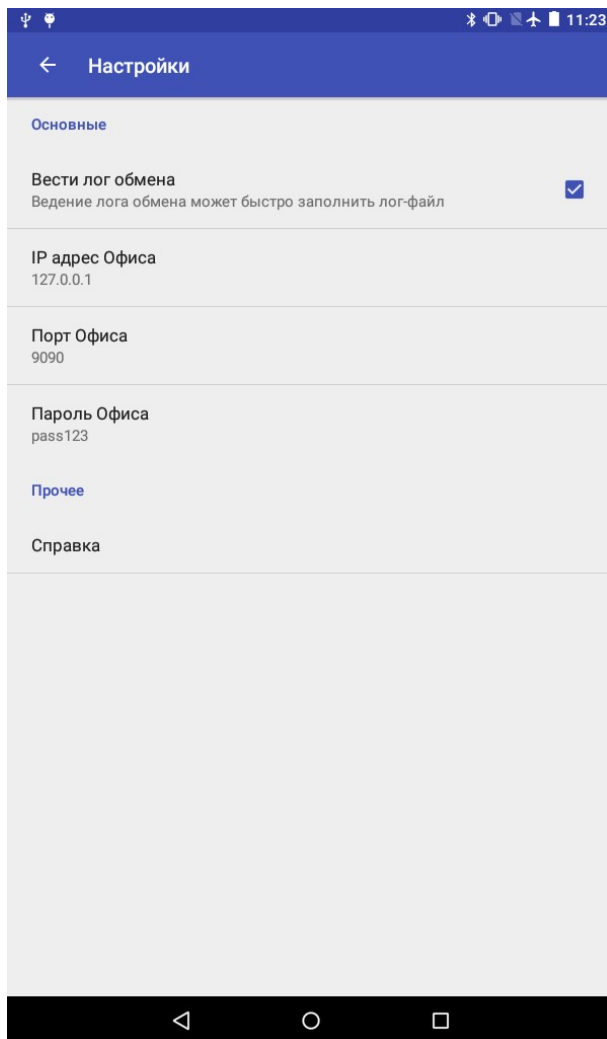 11:23
Настройки
Основные
Вести лог обмена
Ведение лога обмена может быстро заполнить лог-файл
IP адрес Офиса
127.0.0.1
Порт Офиса
9090
Пароль Офиса
pass123
Прочее
Справка